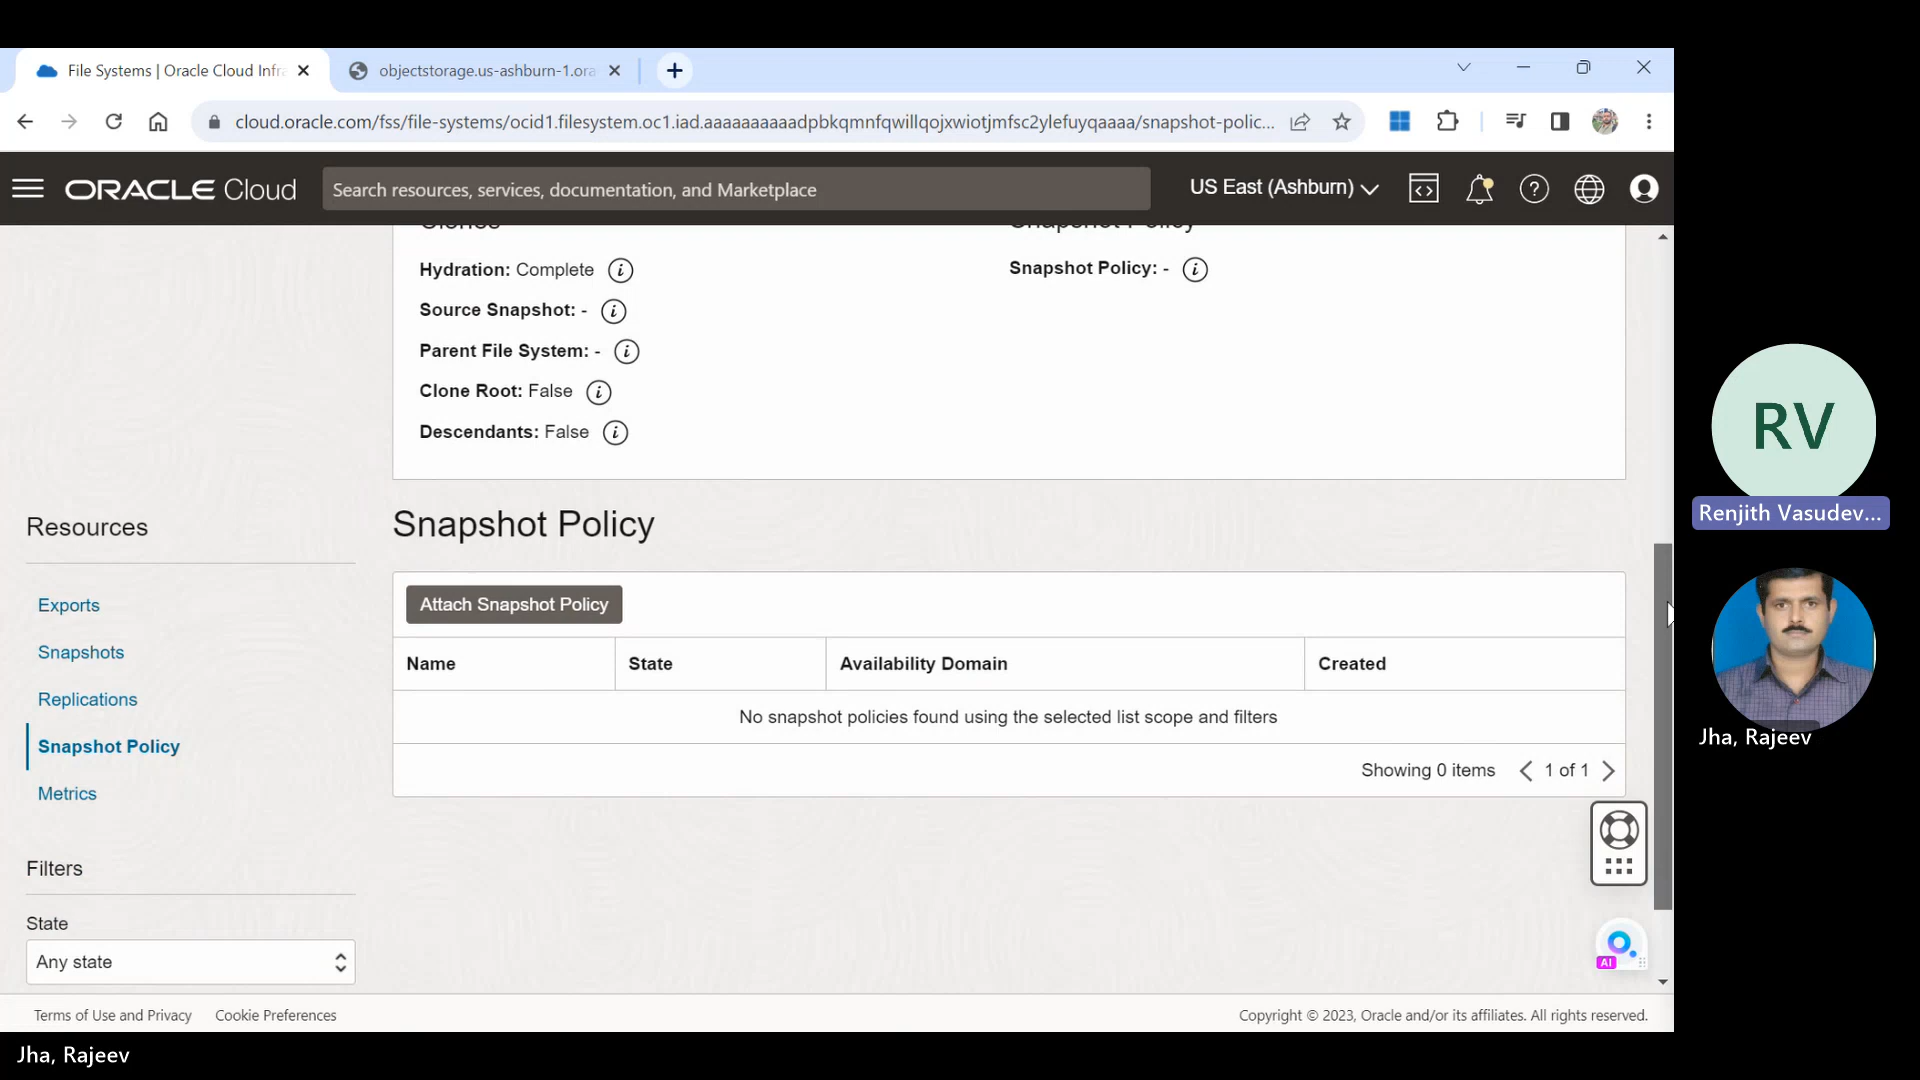 File Systems | Oracle Cloud Infra
objectstorage.us-ashburn-1.ora
cloud.oracle.com/fss/file-systems/ocid1.filesystem.oc1.iad.aaaaaaaaaadpbkqmnfqwillqojxwiotjmfsc2ylefuyqaaaa/snapshot-polic...
ORACLE Cloud
Search resources, services, documentation, and Marketplace
US East (Ashburn)
Clones
Snapshot Policy
Hydration: Complete
Snapshot Policy: -
Source Snapshot: -
Parent File System: -
Clone Root: False
Descendants: False
Resources
Exports
Snapshots
Replications
Snapshot Policy
Metrics
Filters
State
Any state
Snapshot Policy
Attach Snapshot Policy
Name State Availability Domain Created
No snapshot policies found using the selected list scope and filters
Showing 0 items 1 of 1
AI
Terms of Use and Privacy Cookie Preferences
Copyright © 2023, Oracle and/or its affiliates. All rights reserved.
RV
Renjith Vasudev...
Jha, Rajeev
Jha, Rajeev